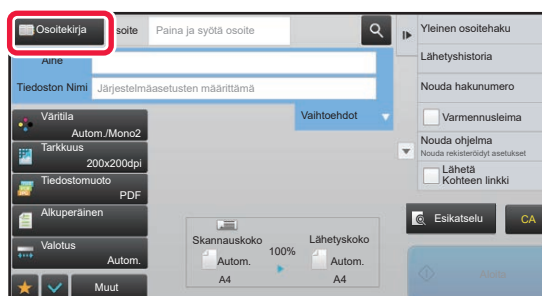 Osoitekirja
soite
Paina ja syötä osoite
Yleinen osoitehaku
Aihe
Lähetyshistoria
Tiedoston Nimi
Järjestelmäasetusten määrittämä
Nouda hakunumero
Väritila
Autom./Mono2
Vaihtoehdot
Varmennusleima
Tarkkuus
200x200dpi
Nouda ohjelma
Nouda rekisteröidyt asetukset
Tiedostomuoto
PDF
Lähetä
Kohteen linkki
Alkuperäinen
Esikatselu
CA
Skannauskoko
100%
Lähetyskoko
Valotus
Autom.
Autom.
Autom.
A4
A4
Muut
Aloita